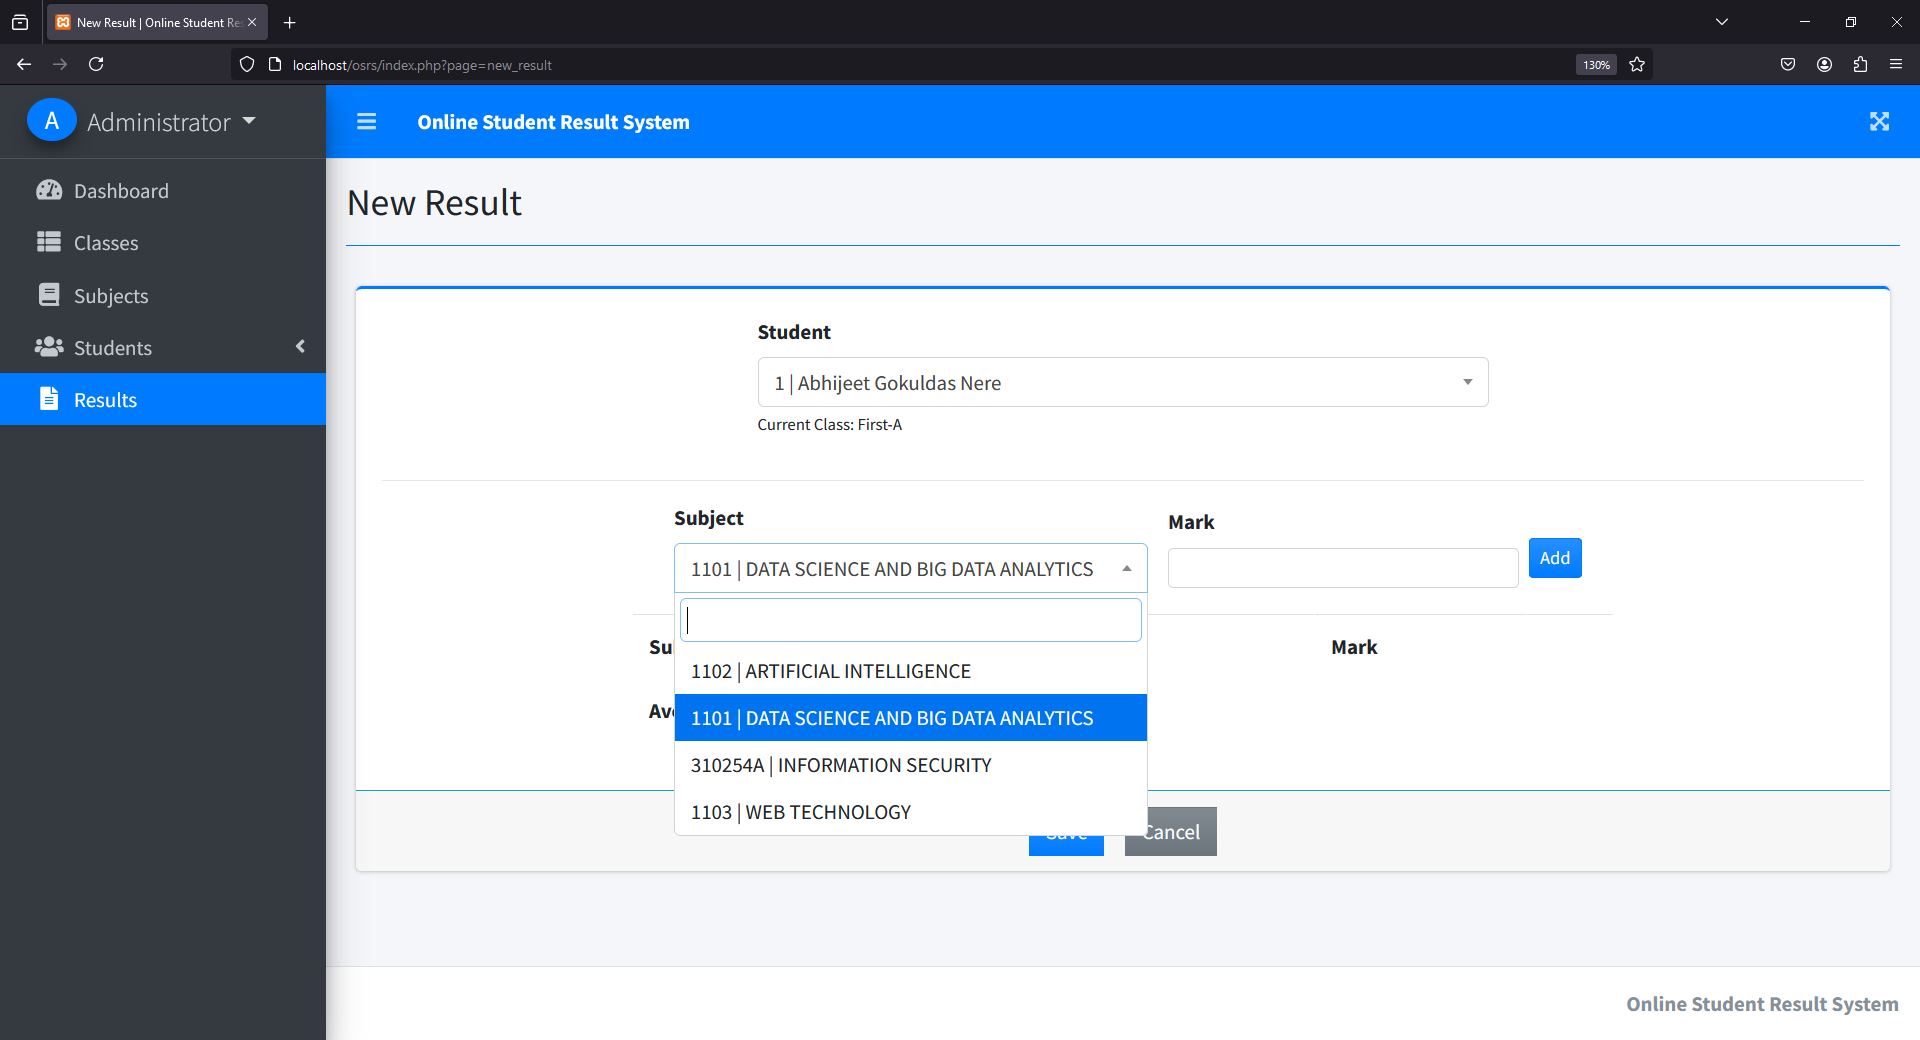 New Result | Online Student Res
localhost/osrs/index.php?page=new_result
130%
A
Administrator
Online Student Result System
Dashboard
Classes
Subjects
Students
Results
New Result
Student
1 | Abhijeet Gokuldas Nere
Current Class: First-A
Subject
Mark
1101 | DATA SCIENCE AND BIG DATA ANALYTICS
Add
Su
Mark
1102 | ARTIFICIAL INTELLIGENCE
Av
1101 | DATA SCIENCE AND BIG DATA ANALYTICS
310254A | INFORMATION SECURITY
1103 | WEB TECHNOLOGY
Save
Cancel
Online Student Result System